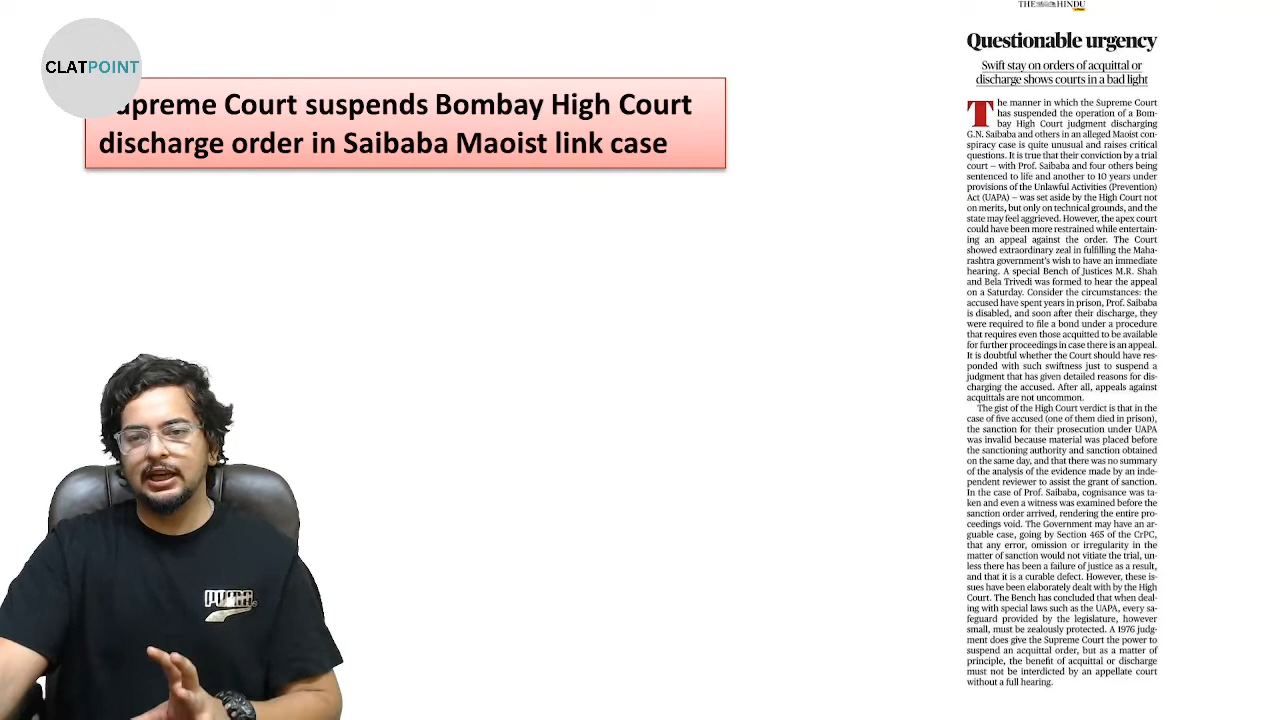 CLATPOINT
upreme Court suspends Bombay High Court
discharge order in Saibaba Maoist link case
THE HINDU
Questionable urgency
Swift stay on orders of acquittal or
discharge shows courts in a bad light
The manner in which the Supreme Court
has suspended the operation of a Bom-
bay High Court judgment discharging
G.N. Saibaba and others in an alleged Maoist con-
spiracy case is quite unusual and raises critical
questions. It is true that their conviction by a trial
court — with Prof. Saibaba and four others being
sentenced to life and another to 10 years under
provisions of the Unlawful Activities (Prevention)
Act (UAPA) — was set aside by the High Court not
on merits, but only on technical grounds, and the
state may feel aggrieved. However, the apex court
could have been more restrained while entertain-
ing an appeal against the order. The Court
showed extraordinary zeal in fulfilling the Maha-
rashtra government's wish to have an immediate
hearing. A special Bench of Justices M.R. Shah
and Bela Trivedi was formed to hear the appeal
on a Saturday. Consider the circumstances: the
accused have spent years in prison, Prof. Saibaba
is disabled, and soon after their discharge, they
were required to file a bond under a procedure
that requires even those acquitted to be available
for further proceedings in case there is an appeal.
It is doubtful whether the Court should have res-
ponded with such swiftness just to suspend a
judgment that has given detailed reasons for dis-
charging the accused. After all, appeals against
acquittals are not uncommon.
The gist of the High Court verdict is that in the
case of five accused (one of them died in prison),
the sanction for their prosecution under UAPA
was invalid because material was placed before
the sanctioning authority and sanction obtained
on the same day, and that there was no summary
of the analysis of the evidence made by an inde-
pendent reviewer to assist the grant of sanction.
In the case of Prof. Saibaba, cognisance was ta-
ken and even a witness was examined before the
sanction order arrived, rendering the entire pro-
ceedings void. The Government may have an ar-
guable case, going by Section 465 of the CrPC,
that any error, omission or irregularity in the
matter of sanction would not vitiate the trial, un-
less there has been a failure of justice as a result,
and that it is a curable defect. However, these is-
sues have been elaborately dealt with by the High
Court. The Bench has concluded that when deal-
ing with special laws such as the UAPA, every sa-
feguard provided by the legislature, however
small, must be zealously protected. A 1976 judg-
ment does give the Supreme Court the power to
suspend an acquittal order, but as a matter of
principle, the benefit of acquittal or discharge
must not be interdicted by an appellate court
without a full hearing.
PUMA